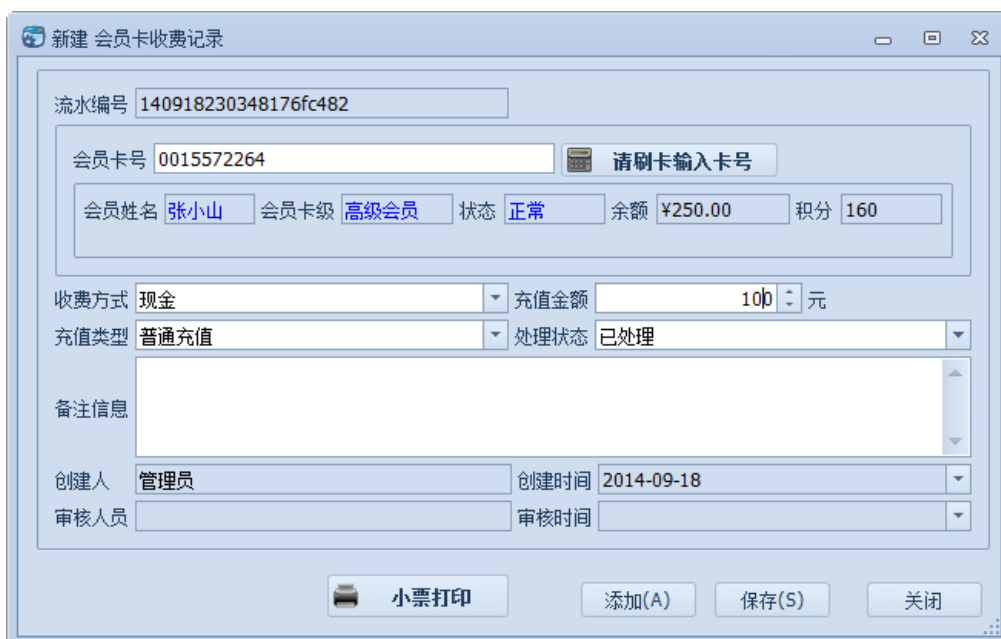 新建 会员卡收费记录
流水编号 140918230348176fc482
会员卡号 0015572264 请刷卡输入卡号
会员姓名 张小山 会员卡级 高级会员 状态 正常 余额 ¥250.00 积分 160
收费方式 现金 充值金额 100 元
充值类型 普通充值 处理状态 已处理
备注信息
创建人 管理员 创建时间 2014-09-18
审核人员 审核时间
小票打印 添加(A) 保存(S) 关闭